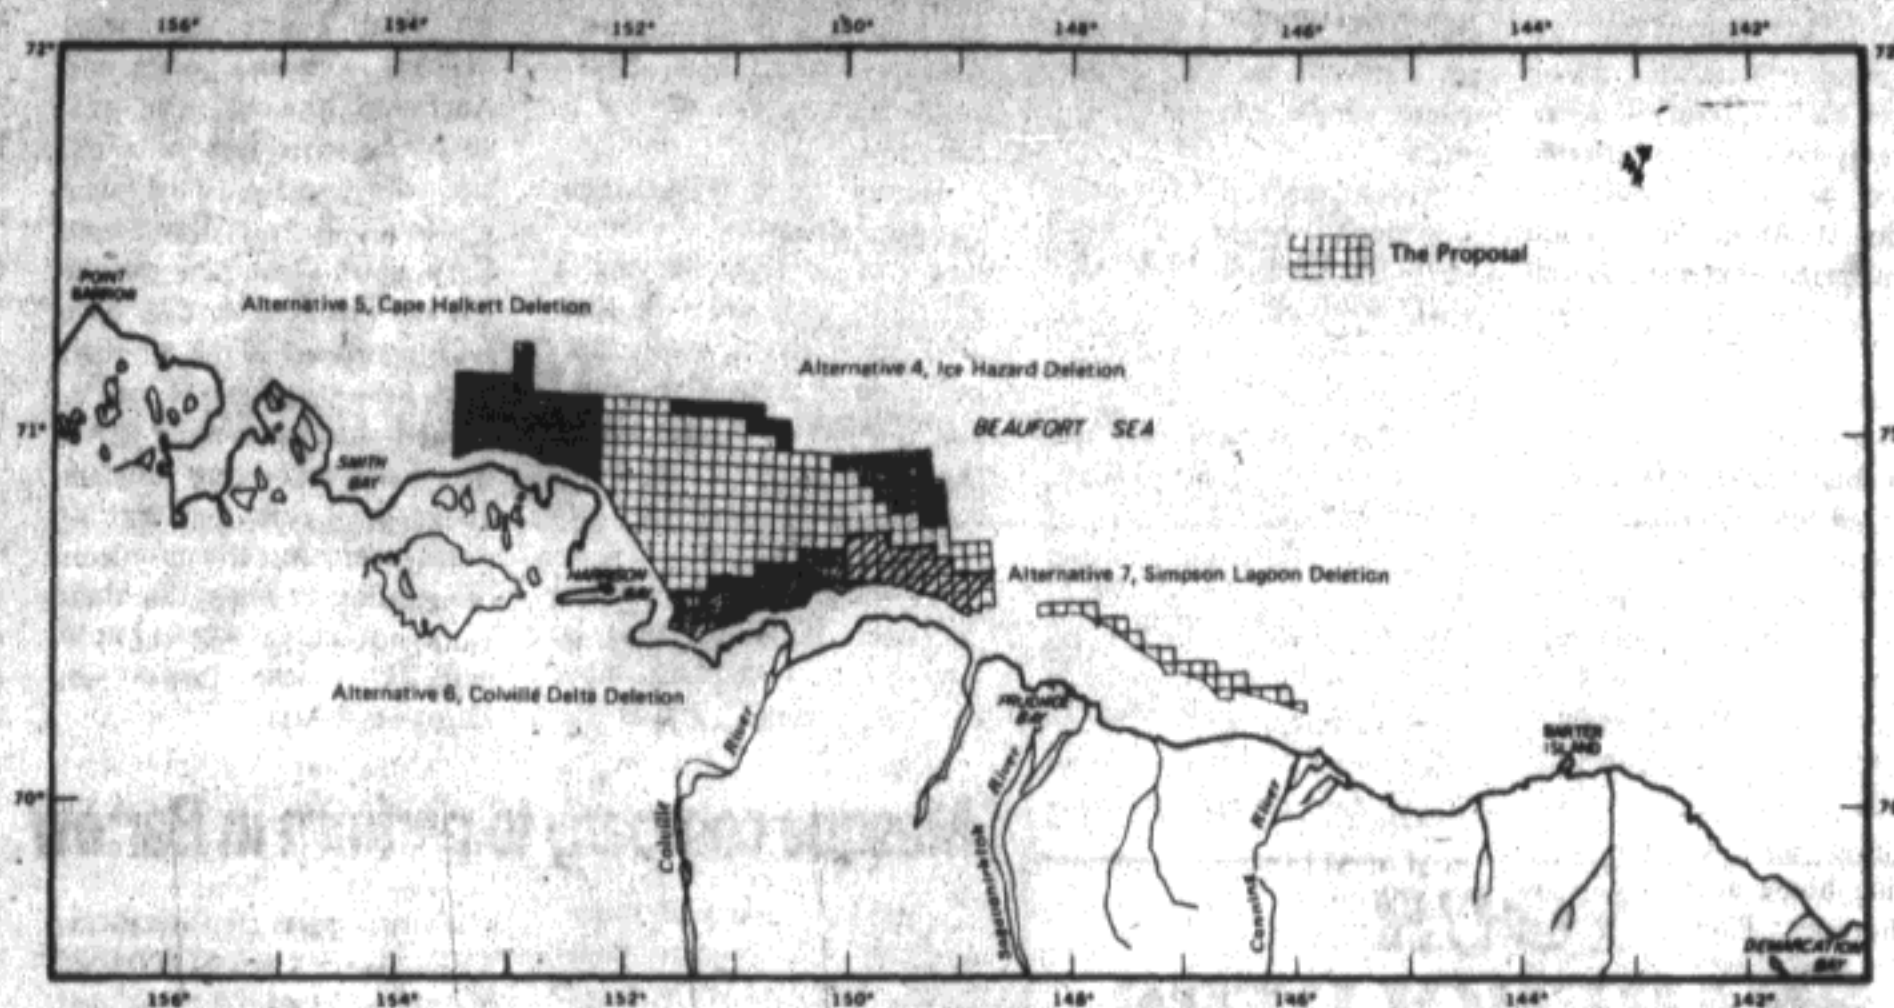 156° 154° 152° 150° 148° 146° 144° 142°
72°
The Proposal
POINT
BARROW
Alternative 5, Cape Halkett Deletion
Alternative 4, Ice Hazard Deletion
71°
BEAUFORT SEA
SMITH
BAY
HARRISON
BAY
Alternative 7, Simpson Lagoon Deletion
Alternative 6, Colville Delta Deletion
PRUDHOE
BAY
BARTER
ISLAND
70°
Colville River
Sagavanirktok River
Canning River
DEMARCATION
BAY
156° 154° 152° 150° 148° 146° 144° 142°